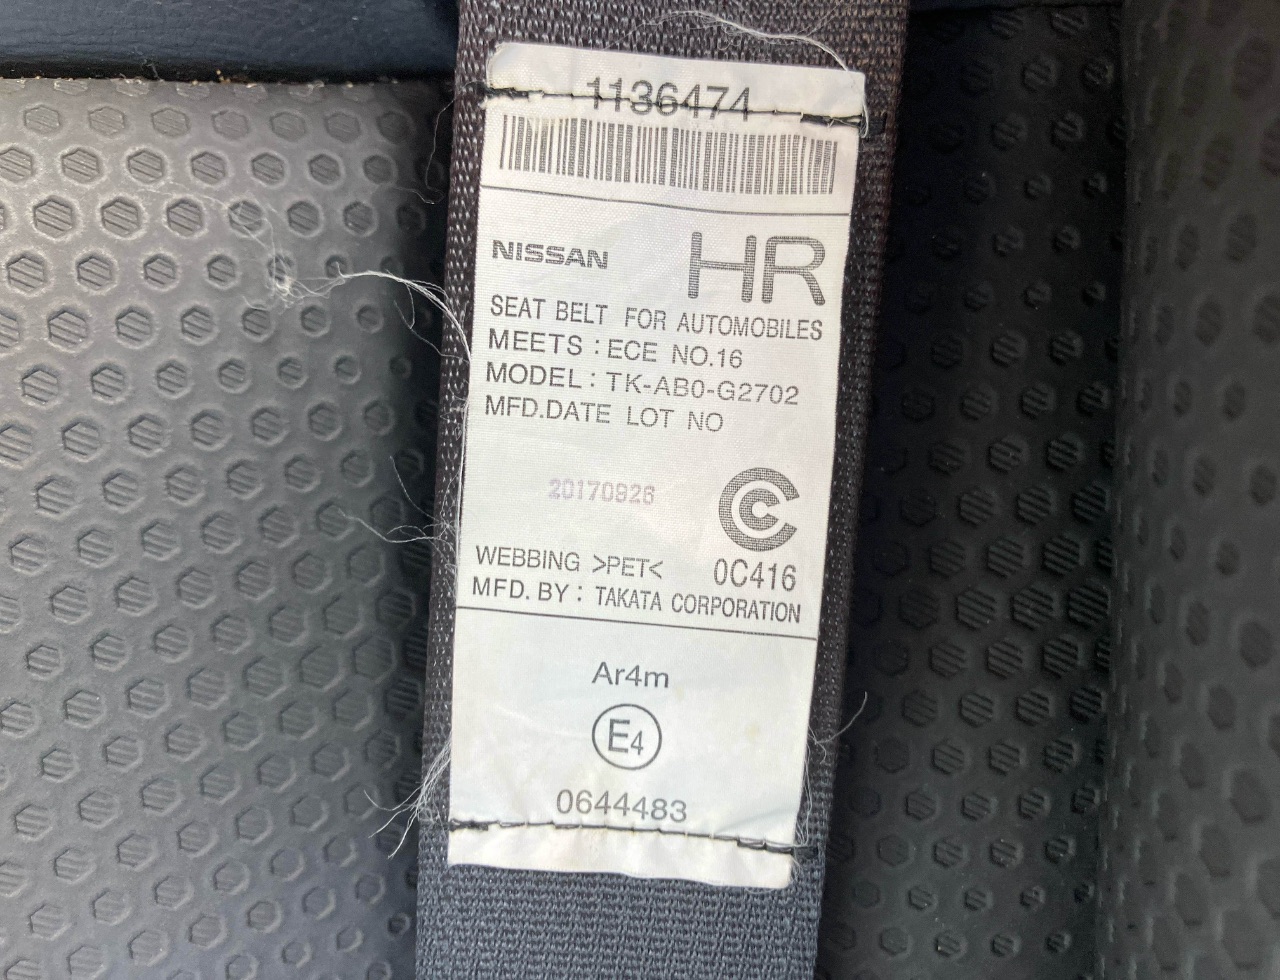 1136474
NISSAN HR
SEAT BELT FOR AUTOMOBILES
MEETS : ECE NO.16
MODEL : TK-AB0-G2702
MFD.DATE LOT NO
20170926
WEBBING >PET< 0C416
MFD. BY : TAKATA CORPORATION
Ar4m
E4
0644483